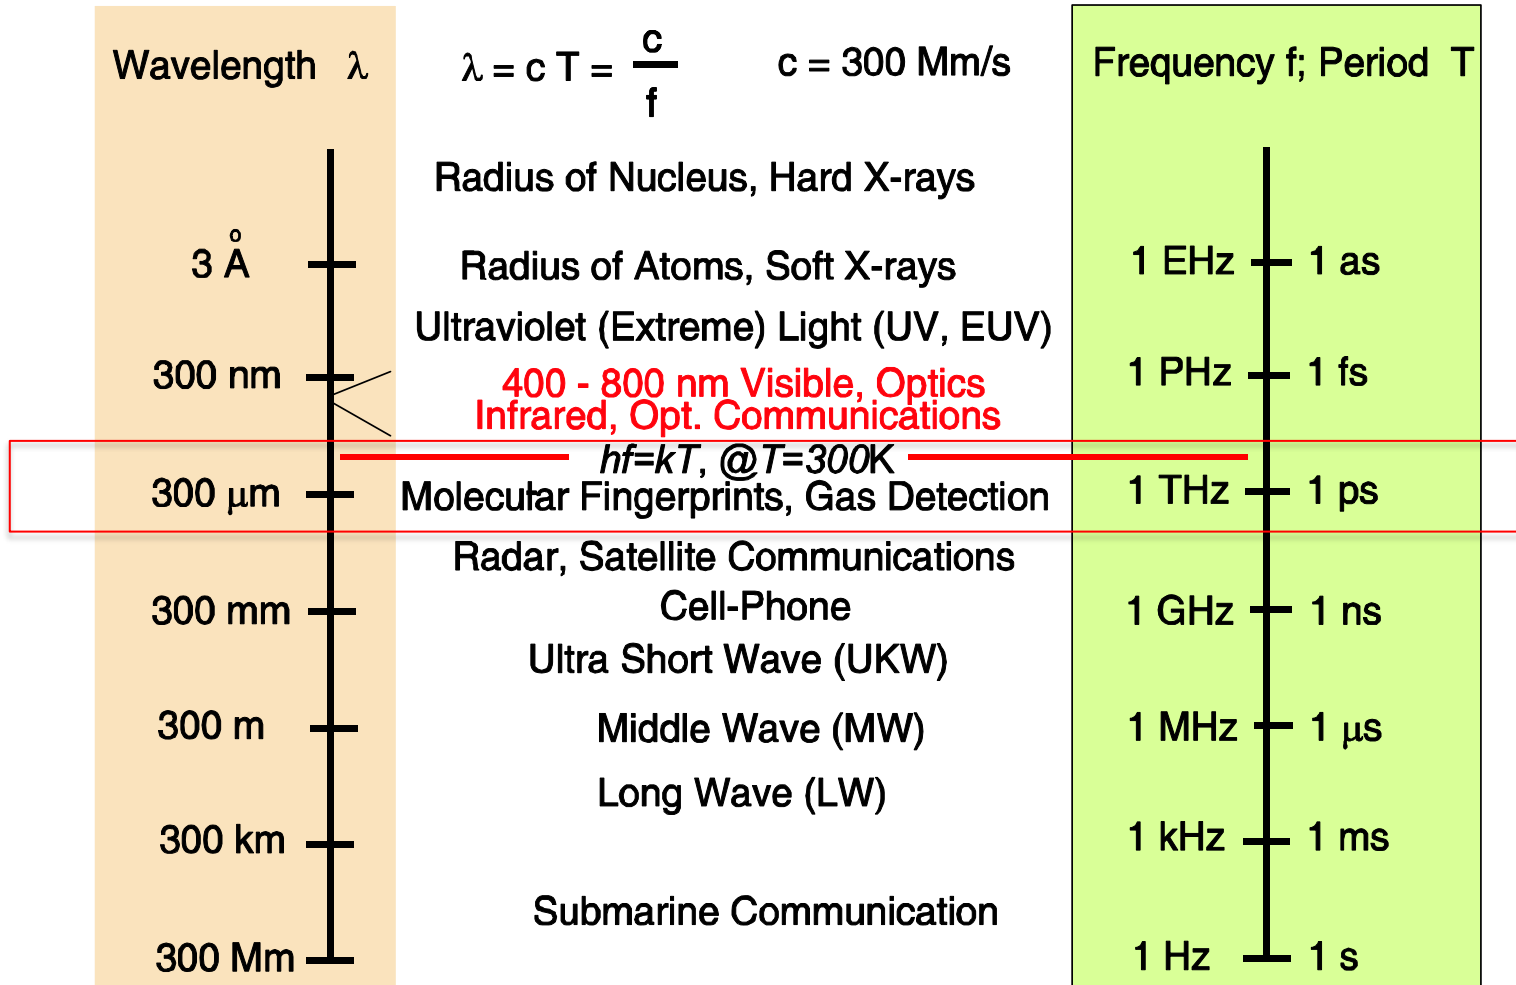 Wavelength λ
λ = c T = c / f
c = 300 Mm/s
Frequency f; Period T
Radius of Nucleus, Hard X-rays
3 Å
Radius of Atoms, Soft X-rays
1 EHz
1 as
Ultraviolet (Extreme) Light (UV, EUV)
300 nm
400 - 800 nm Visible, Optics
1 PHz
1 fs
Infrared, Opt. Communications
hf=kT, @T=300K
300 μm
Molecular Fingerprints, Gas Detection
1 THz
1 ps
Radar, Satellite Communications
300 mm
Cell-Phone
1 GHz
1 ns
Ultra Short Wave (UKW)
300 m
Middle Wave (MW)
1 MHz
1 μs
Long Wave (LW)
300 km
1 kHz
1 ms
Submarine Communication
300 Mm
1 Hz
1 s